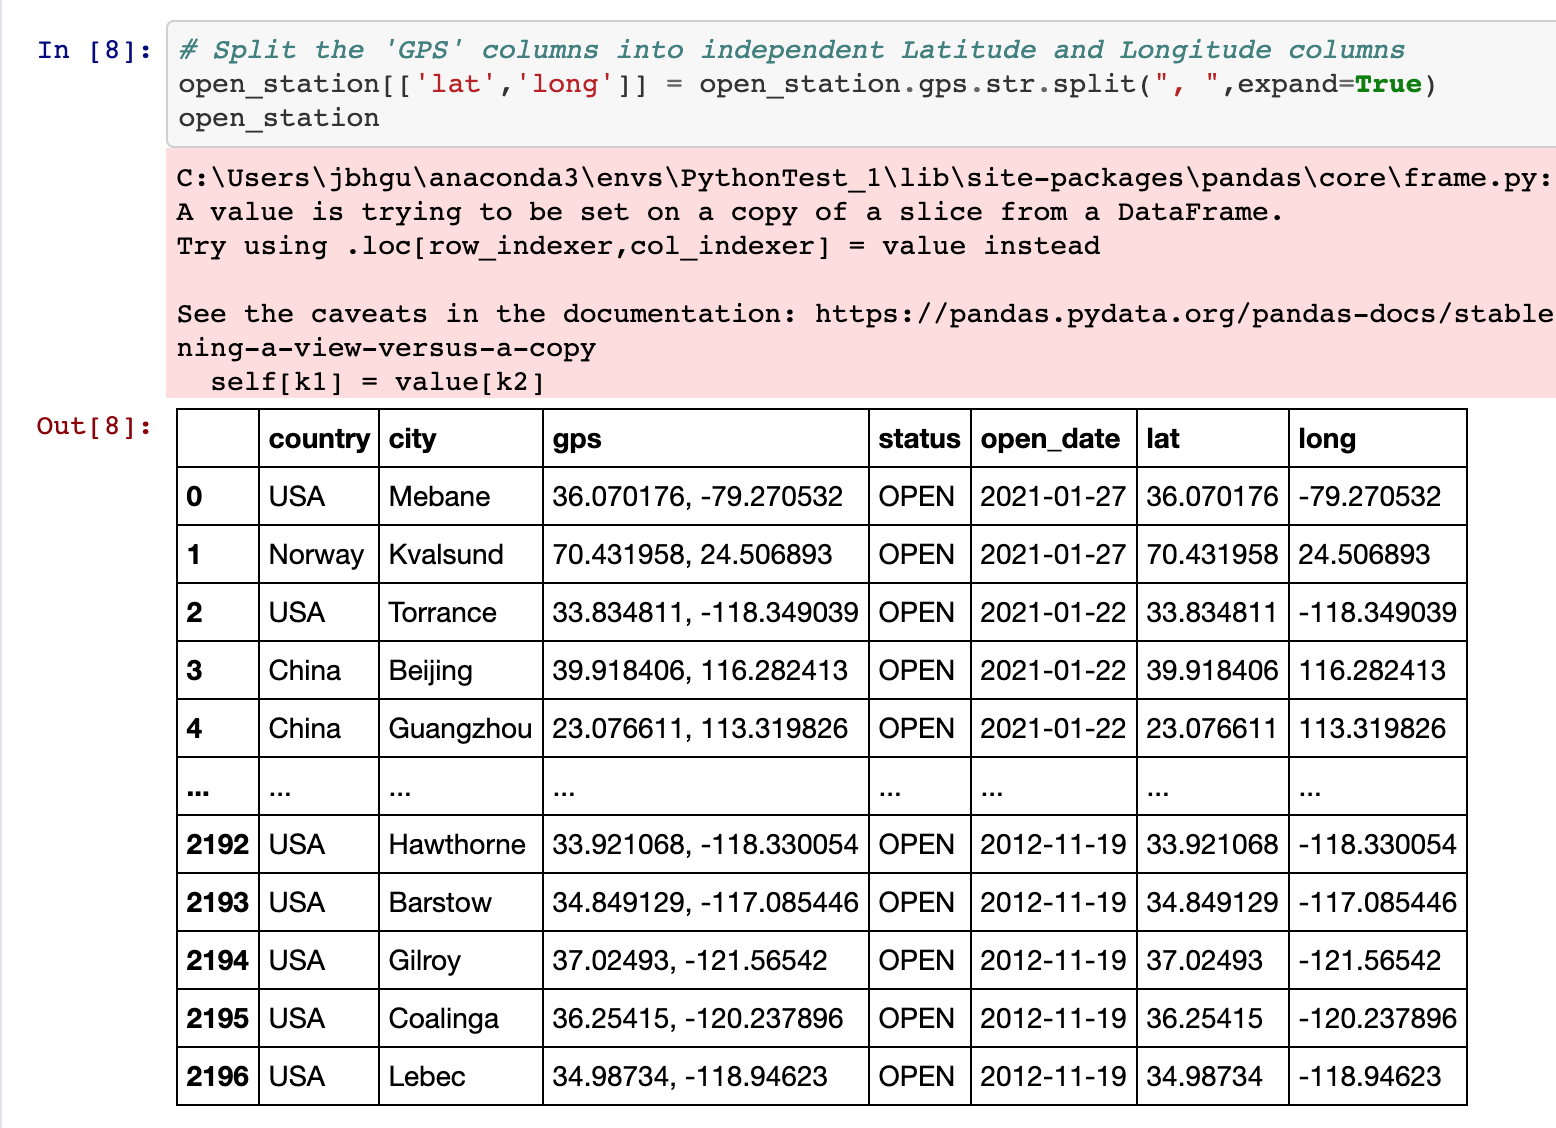 In [8]:
# Split the 'GPS' columns into independent Latitude and Longitude columns
open_station[['lat','long']] = open_station.gps.str.split(", ",expand=True)
open_station
C:\Users\jbhgu\anaconda3\envs\PythonTest_1\lib\site-packages\pandas\core\frame.py:
A value is trying to be set on a copy of a slice from a DataFrame.
Try using .loc[row_indexer,col_indexer] = value instead
See the caveats in the documentation: https://pandas.pydata.org/pandas-docs/stable
ning-a-view-versus-a-copy
self[k1] = value[k2]
Out[8]:
country city gps status open_date lat long
0 USA Mebane 36.070176, -79.270532 OPEN 2021-01-27 36.070176 -79.270532
1 Norway Kvalsund 70.431958, 24.506893 OPEN 2021-01-27 70.431958 24.506893
2 USA Torrance 33.834811, -118.349039 OPEN 2021-01-22 33.834811 -118.349039
3 China Beijing 39.918406, 116.282413 OPEN 2021-01-22 39.918406 116.282413
4 China Guangzhou 23.076611, 113.319826 OPEN 2021-01-22 23.076611 113.319826
... ... ... ... ... ... ... ...
2192 USA Hawthorne 33.921068, -118.330054 OPEN 2012-11-19 33.921068 -118.330054
2193 USA Barstow 34.849129, -117.085446 OPEN 2012-11-19 34.849129 -117.085446
2194 USA Gilroy 37.02493, -121.56542 OPEN 2012-11-19 37.02493 -121.56542
2195 USA Coalinga 36.25415, -120.237896 OPEN 2012-11-19 36.25415 -120.237896
2196 USA Lebec 34.98734, -118.94623 OPEN 2012-11-19 34.98734 -118.94623